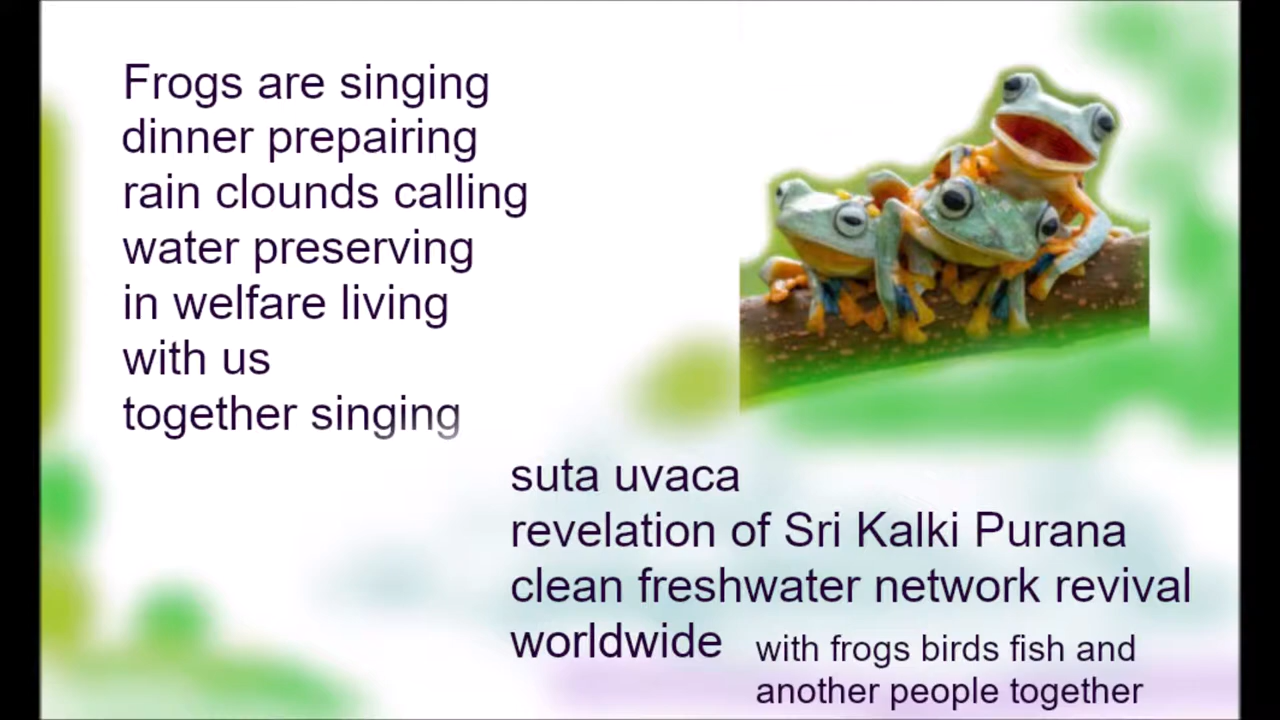 Frogs are singing
dinner prepairing
rain clounds calling
water preserving
in welfare living
with us
together singing
suta uvaca
revelation of Sri Kalki Purana
clean freshwater network revival
worldwide
with frogs birds fish and
another people together